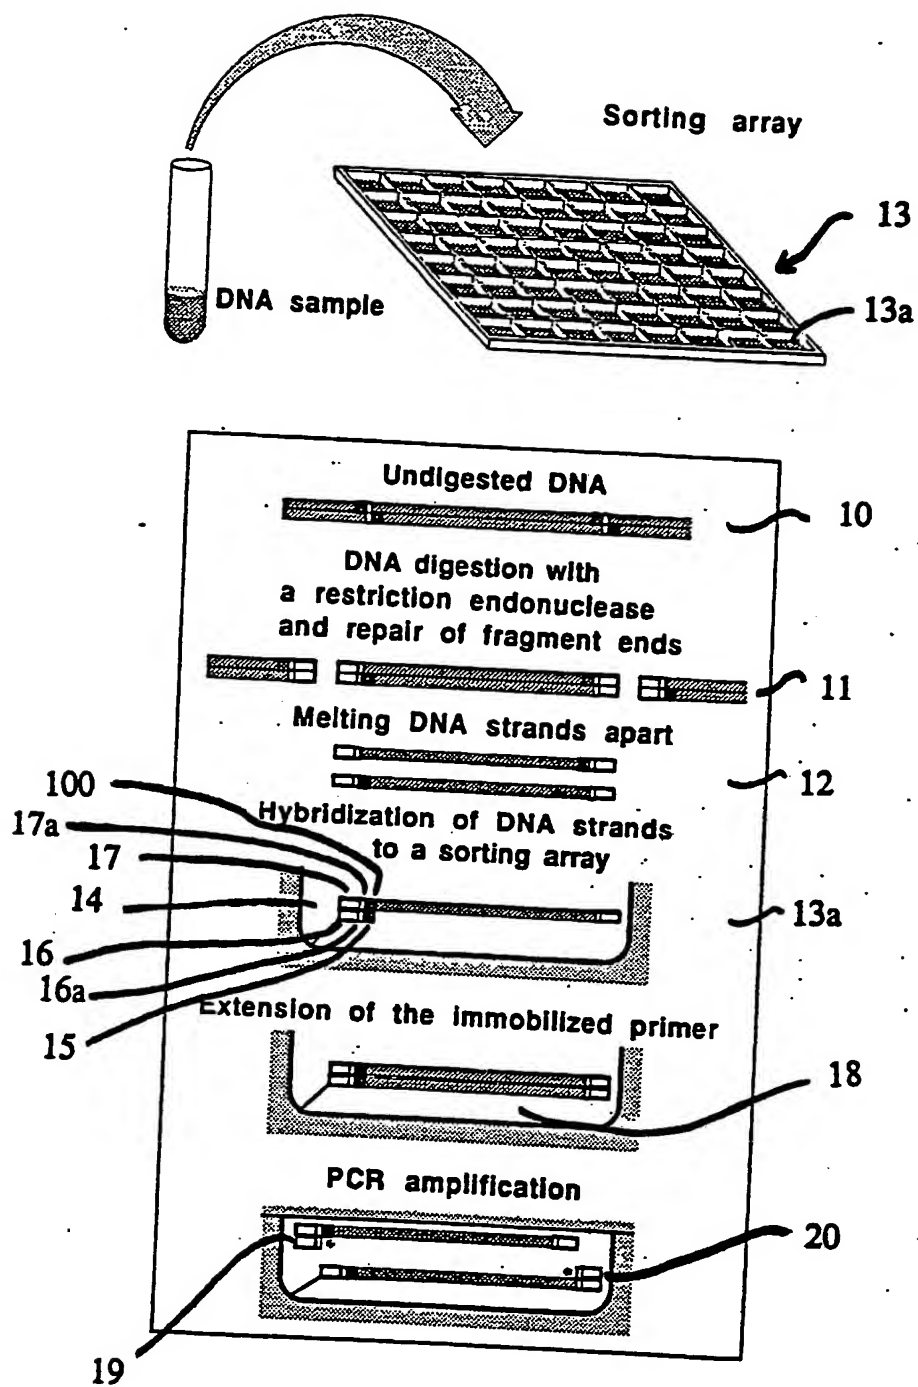 Sorting array
13
DNA sample
13a
Undigested DNA
10
DNA digestion with
a restriction endonuclease
and repair of fragment ends
11
Melting DNA strands apart
12
100
Hybridization of DNA strands
to a sorting array
17a
17
14
13a
16
16a
15
Extension of the immobilized primer
18
PCR amplification
20
19